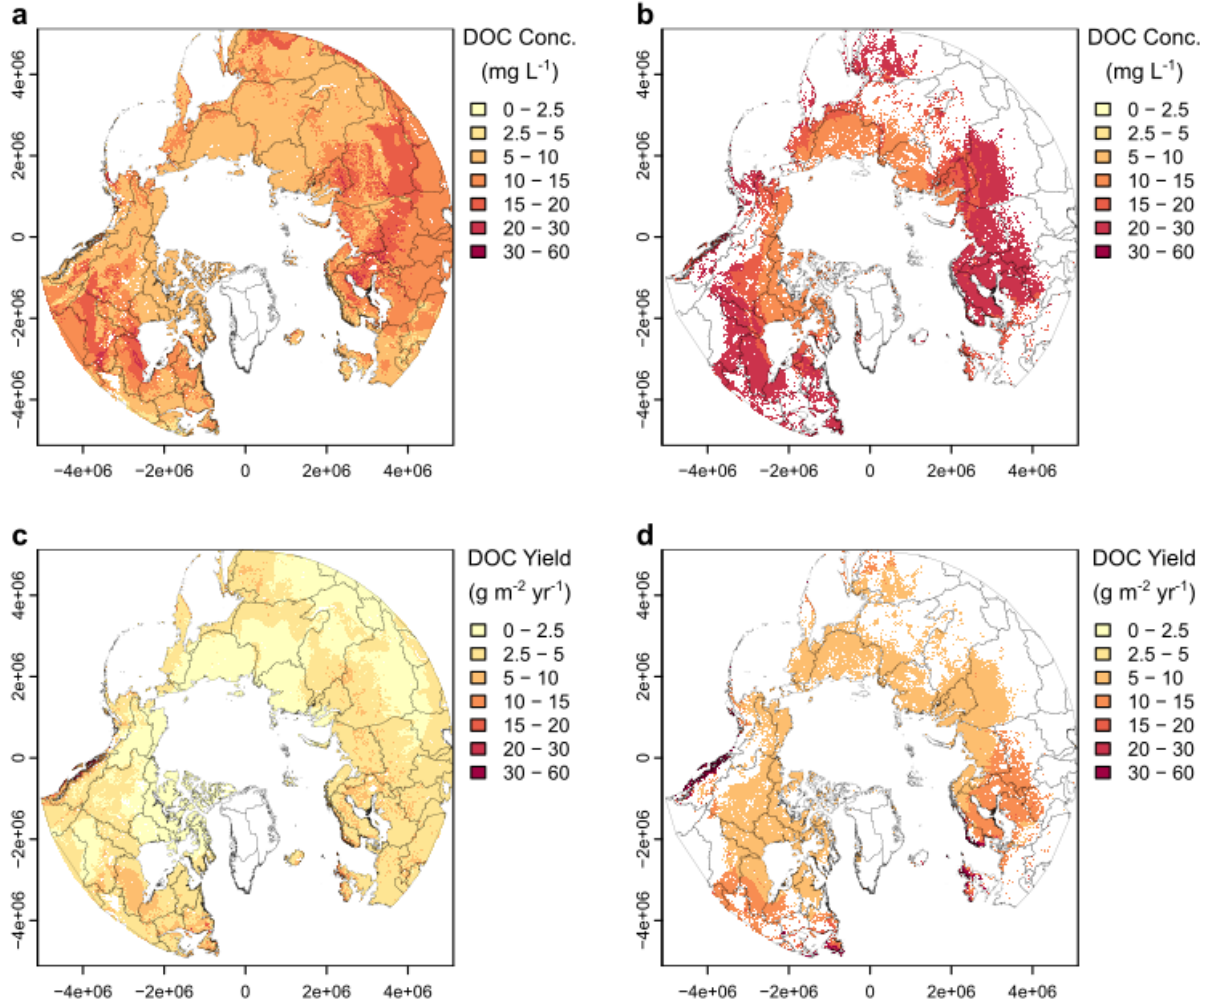 a
DOC Conc.
(mg L⁻¹)
0 − 2.5
2.5 − 5
5 − 10
10 − 15
15 − 20
20 − 30
30 − 60
4e+06
2e+06
0
−2e+06
−4e+06
−4e+06 −2e+06 0 2e+06 4e+06
b
DOC Conc.
(mg L⁻¹)
0 − 2.5
2.5 − 5
5 − 10
10 − 15
15 − 20
20 − 30
30 − 60
4e+06
2e+06
0
−2e+06
−4e+06
−4e+06 −2e+06 0 2e+06 4e+06
c
DOC Yield
(g m⁻² yr⁻¹)
0 − 2.5
2.5 − 5
5 − 10
10 − 15
15 − 20
20 − 30
30 − 60
4e+06
2e+06
0
−2e+06
−4e+06
−4e+06 −2e+06 0 2e+06 4e+06
d
DOC Yield
(g m⁻² yr⁻¹)
0 − 2.5
2.5 − 5
5 − 10
10 − 15
15 − 20
20 − 30
30 − 60
4e+06
2e+06
0
−2e+06
−4e+06
−4e+06 −2e+06 0 2e+06 4e+06